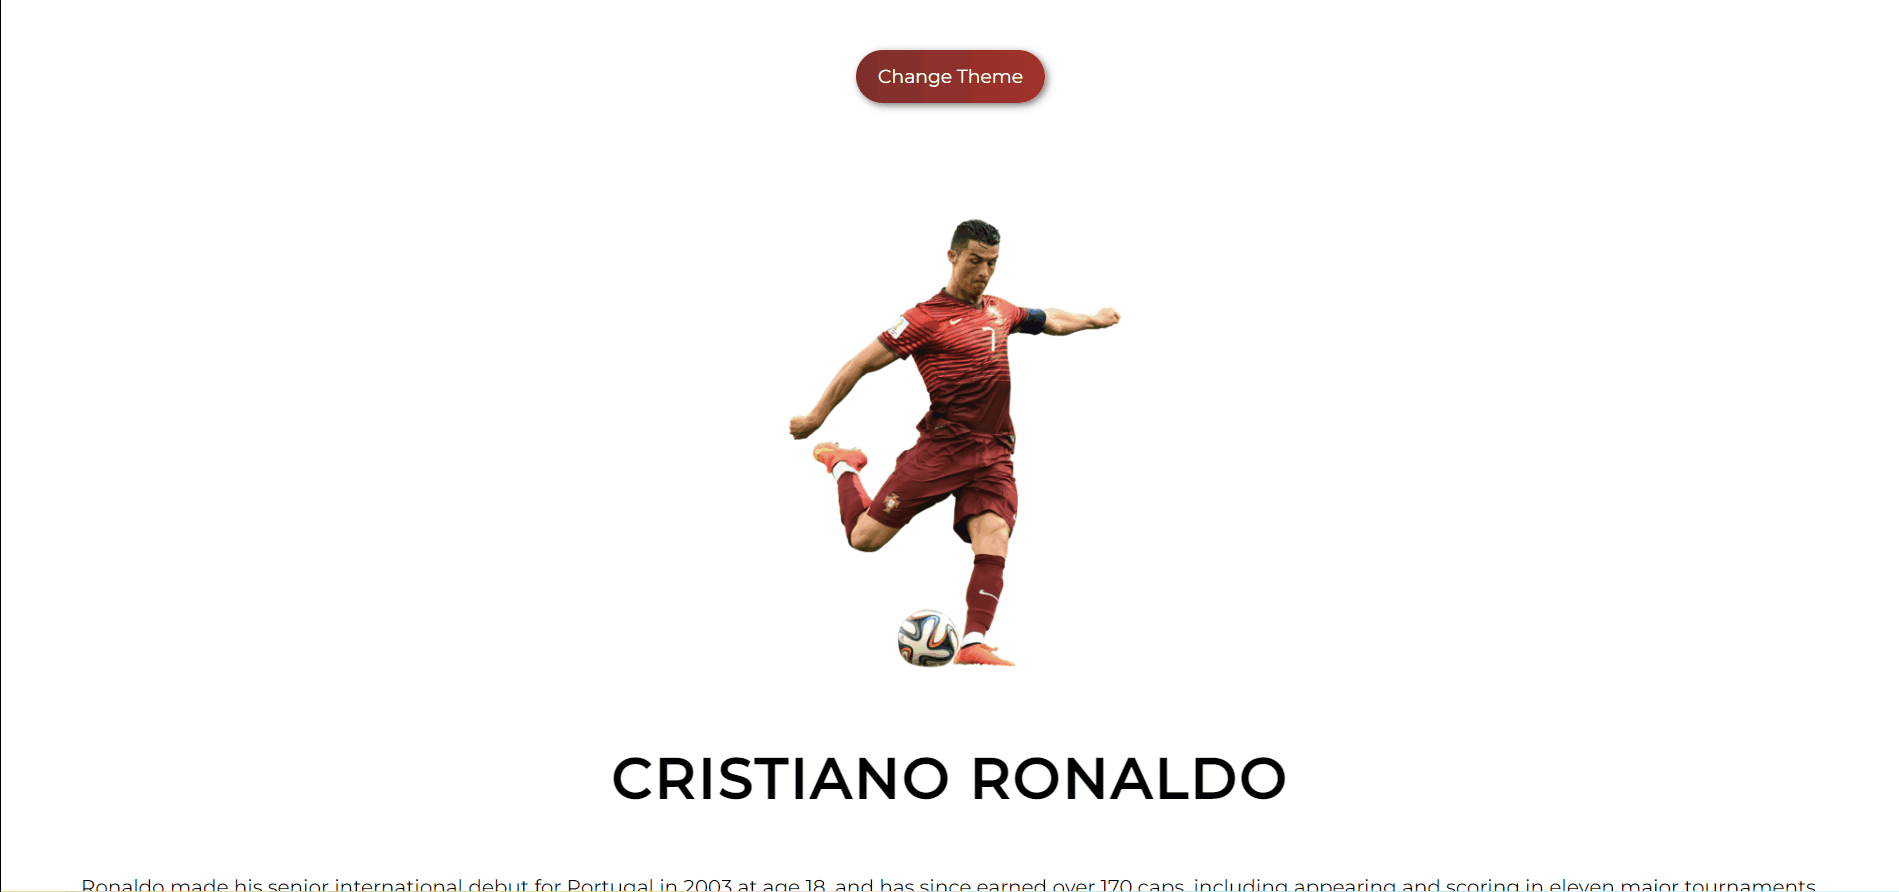 Change Theme
7
CRISTIANO RONALDO
Ronaldo made his senior international debut for Portugal in 2003 at age 18, and has since earned over 170 caps, including appearing and scoring in eleven major tournaments